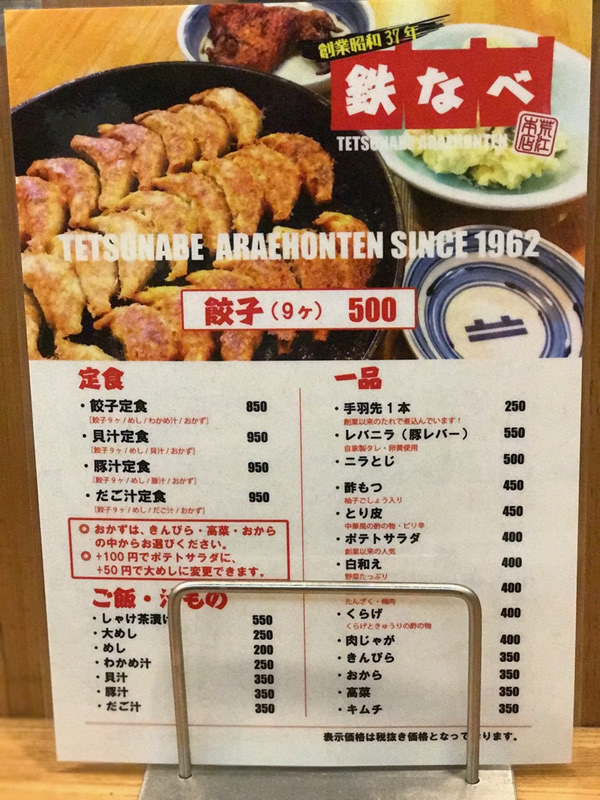 創業昭和37年
鉄なべ
TETSUNABE ARAEHONTEN
荒江本店
TETSUNABE ARAEHONTEN SINCE 1962
餃子(9ヶ) 500
定食
・餃子定食 850
[餃子9ヶ/めし/わかめ汁/おかず]
・貝汁定食 950
[餃子9ヶ/めし/貝汁/おかず]
・豚汁定食 950
[餃子9ヶ/めし/豚汁/おかず]
・だご汁定食 950
[餃子9ヶ/めし/だご汁/おかず]
◎おかずは、きんぴら・高菜・おから
の中からお選びください。
◎+100円でポテトサラダに、
+50円で大めしに変更できます。
ご飯・汁もの
・しゃけ茶漬け 550
・大めし 250
・めし 200
・わかめ汁 250
・貝汁 350
・豚汁 350
・だご汁 350
一品
・手羽先1本 250
創業以来のたれで煮込んでいます!
・レバニラ(豚レバー) 550
自家製タレ・卵黄使用
・ニラとじ 500
・酢もつ 450
柚子ごしょう入り
・とり皮 450
中華風の酢の物・ピリ辛
・ポテトサラダ 400
創業以来の人気
・白和え 400
野菜たっぷり
400
たんざく・梅肉
・くらげ 400
くらげときゅうりの酢の物
・肉じゃが 400
・きんぴら 350
・おから 350
・高菜 350
・キムチ 350
表示価格は税抜き価格となっております。